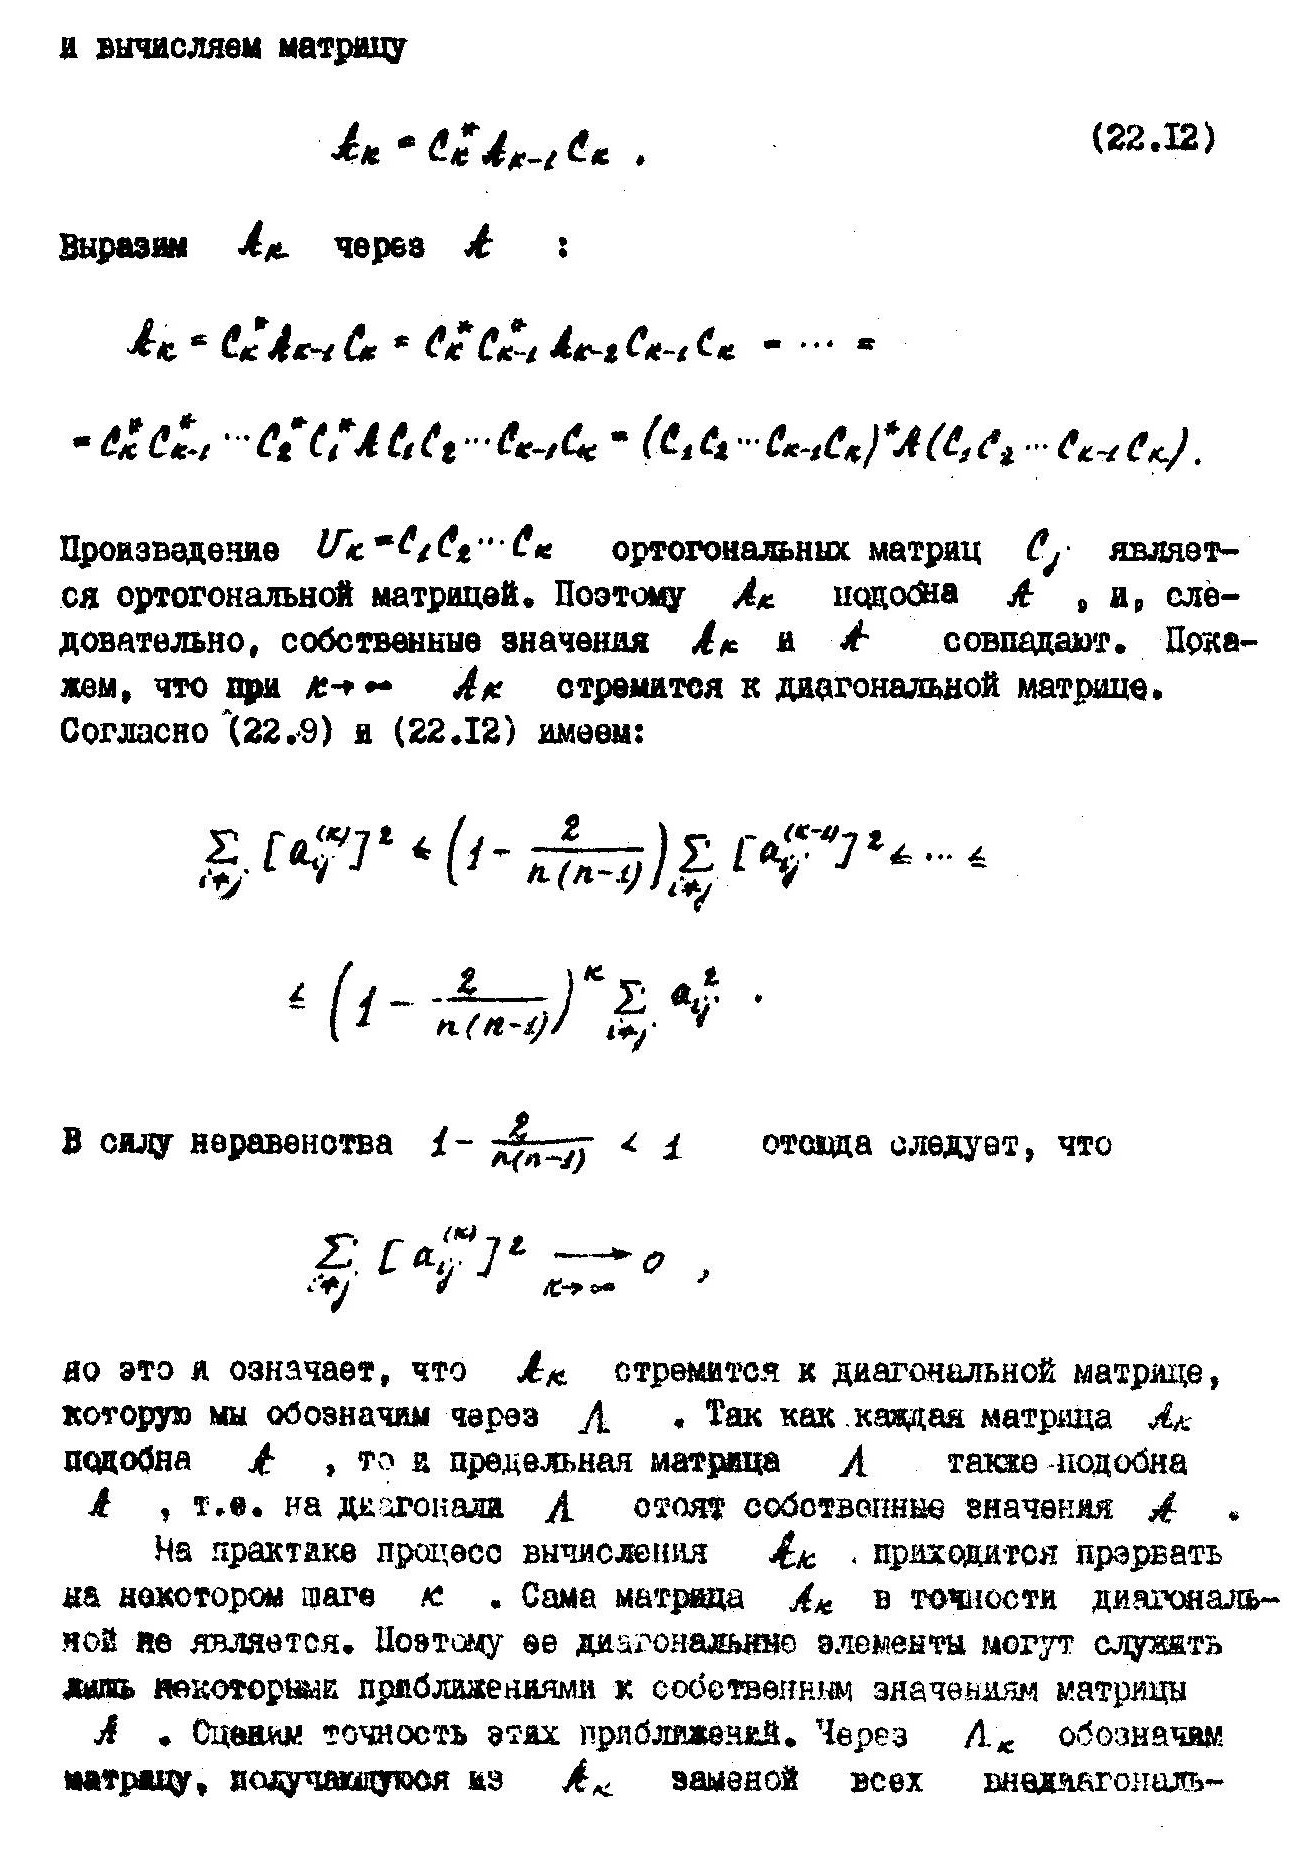 и вычисляем матрицу
A_k = C_k^* A_{k-1} C_k . (22.12)
Выразим A_k через A :
A_k = C_k^* A_{k-1} C_k = C_k^* C_{k-1}^* A_{k-2} C_{k-1} C_k = ... =
= C_k^* C_{k-1}^* ... C_2^* C_1^* A C_1 C_2 ... C_{k-1} C_k = (C_1 C_2 ... C_{k-1} C_k)^* A (C_1 C_2 ... C_{k-1} C_k).
Произведение U_k = C_1 C_2 ... C_k ортогональных матриц C_j являет-
ся ортогональной матрицей. Поэтому A_k подобна A , и, сле-
довательно, собственные значения A_k и A совпадают. Пока-
жем, что при k→∞ A_k стремится к диагональной матрице.
Согласно (22.9) и (22.12) имеем:
∑_{i≠j} [a_{ij}^{(k)}]^2 ≤ (1 - 2/(n(n-1))) ∑_{i≠j} [a_{ij}^{(k-1)}]^2 ≤ ... ≤
≤ (1 - 2/(n(n-1)))^k ∑_{i≠j} a_{ij}^2 .
В силу неравенства 1 - 2/(n(n-1)) < 1 отсюда следует, что
∑_{i≠j} [a_{ij}^{(k)}]^2 →_{k→∞} 0 ,
но это и означает, что A_k стремится к диагональной матрице,
которую мы обозначим через Λ . Так как каждая матрица A_k
подобна A , то и предельная матрица Λ также подобна
A , т.е. на диагонали Λ стоят собственные значения A .
На практике процесс вычисления A_k приходится прервать
на некотором шаге k . Сама матрица A_k в точности диагональ-
ной не является. Поэтому ее диагональные элементы могут служить
лишь некоторыми приближениями к собственным значениям матрицы
A . Оценим точность этих приближений. Через Λ_k обозначим
матрицу, получающуюся из A_k заменой всех внедиагональ-